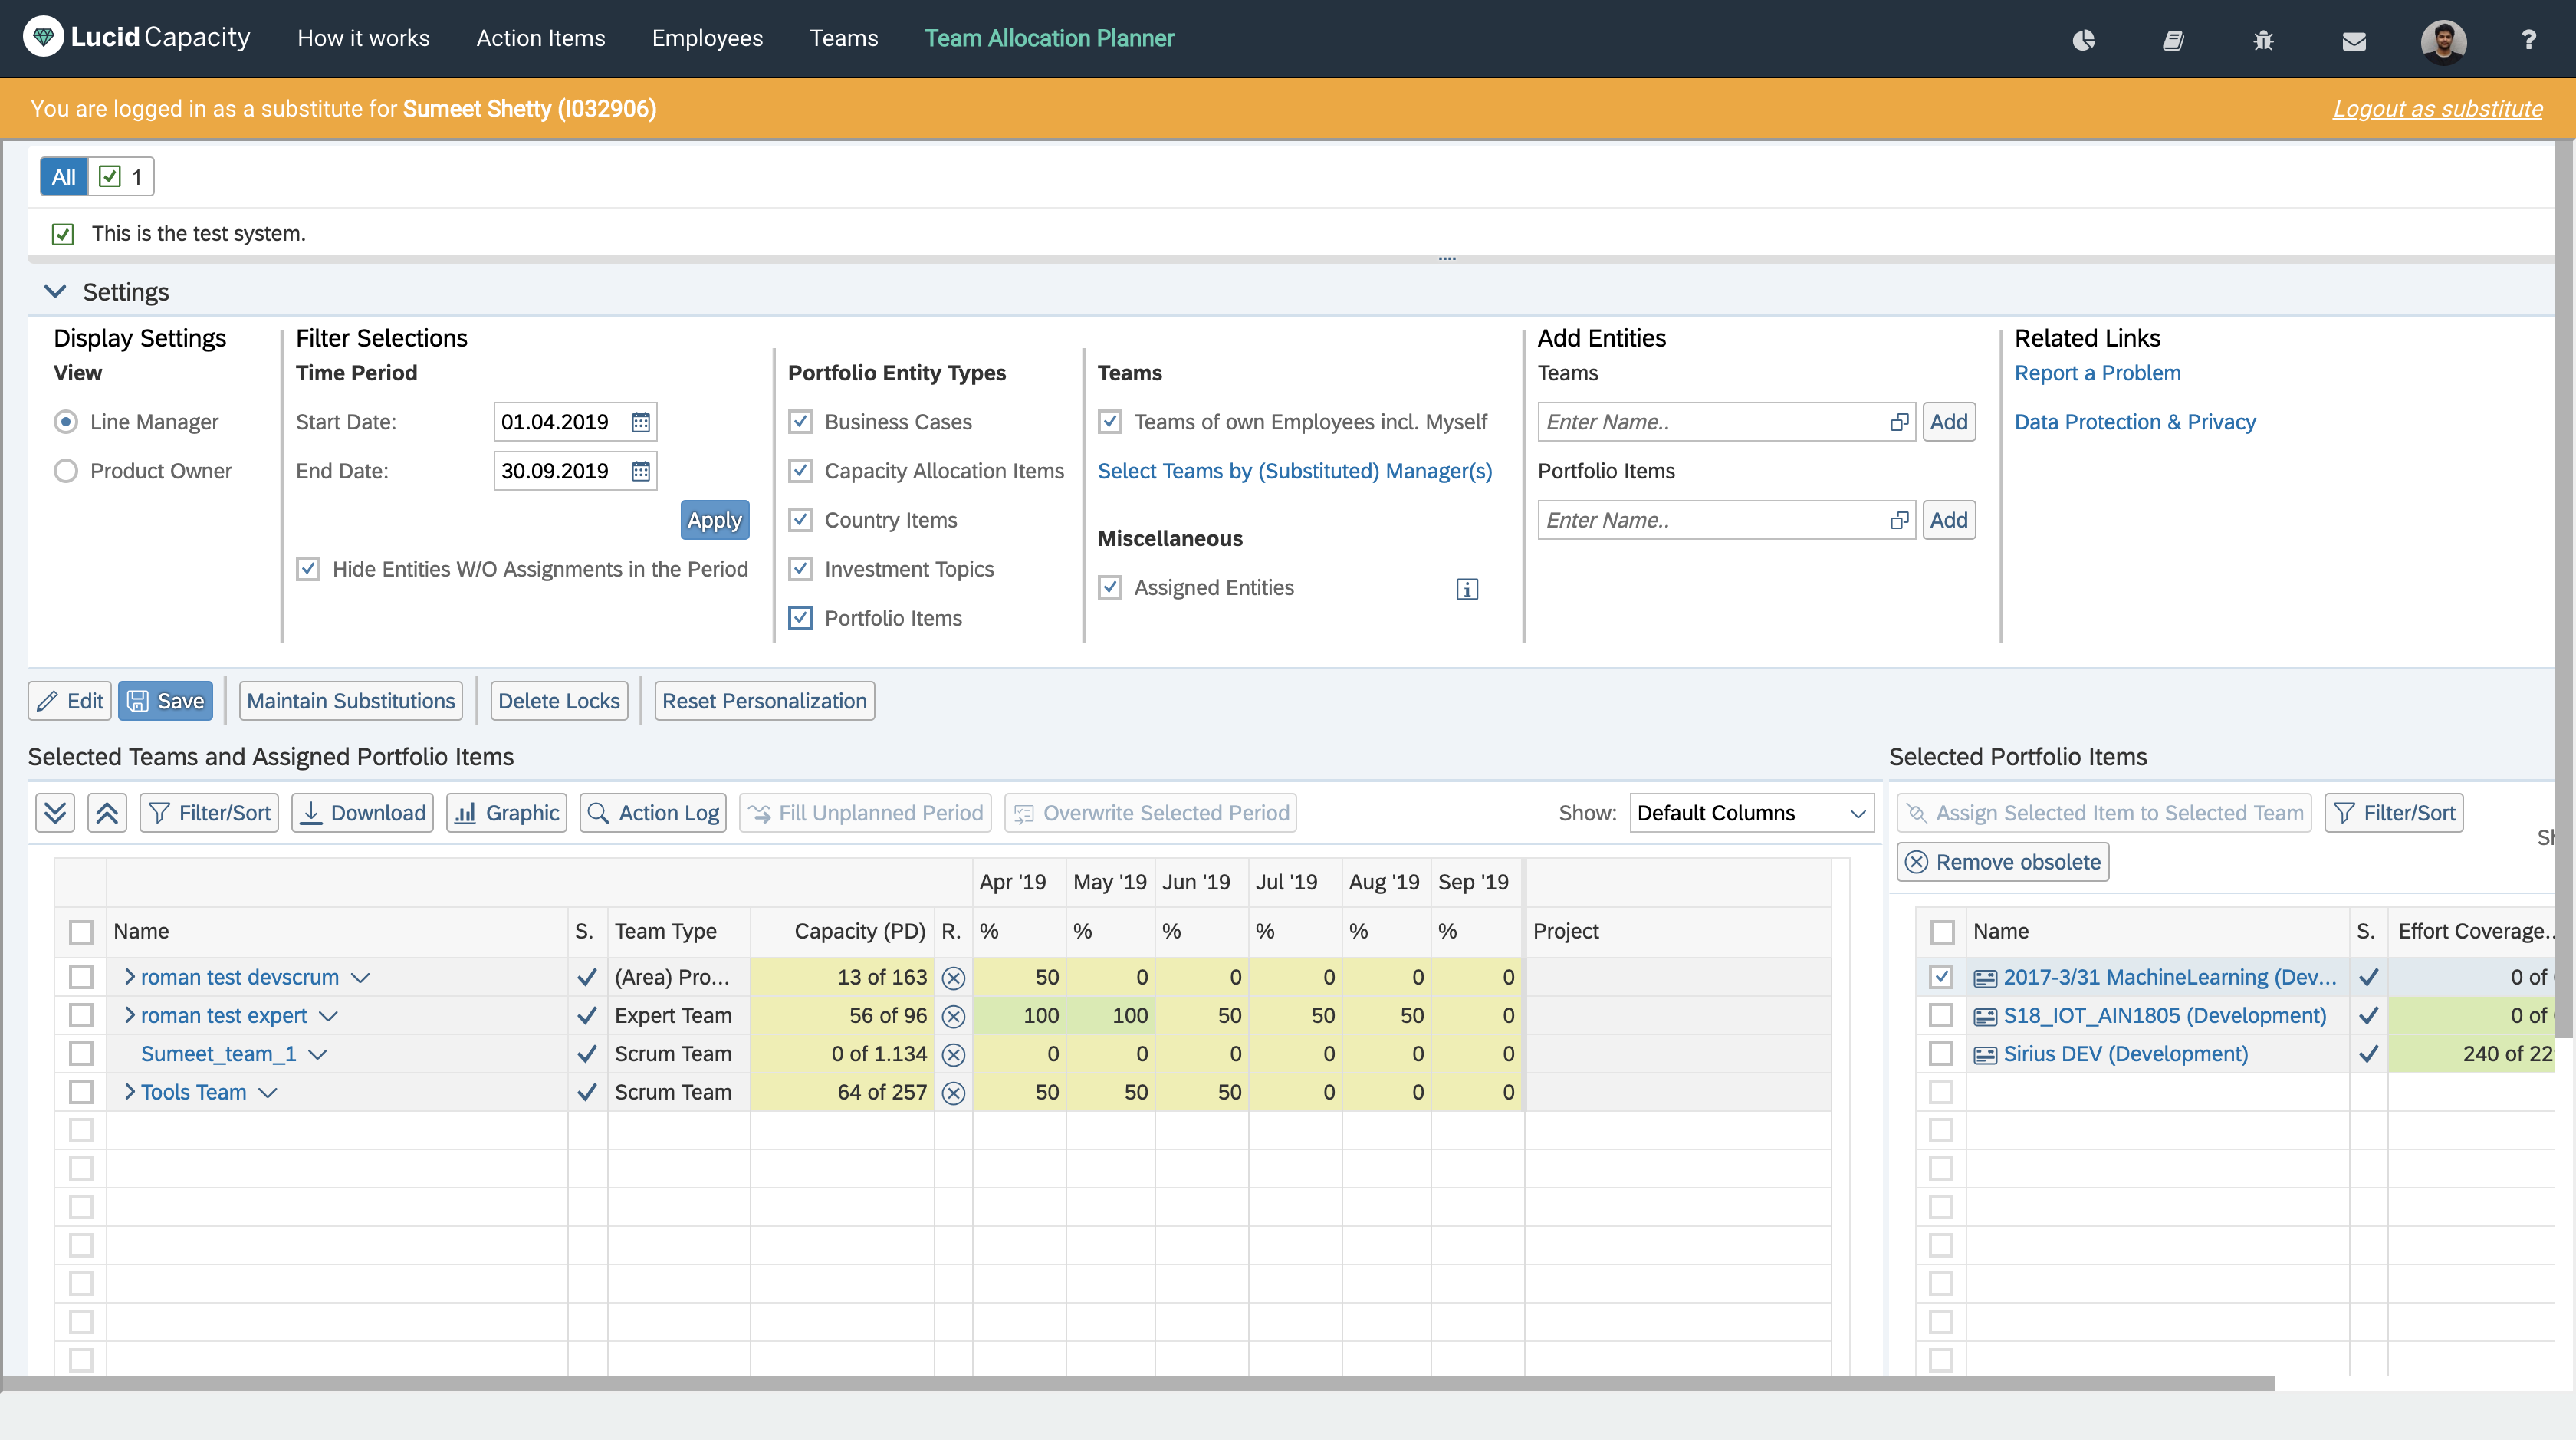 Lucid Capacity How it works Action Items Employees Teams Team Allocation Planner ?
You are logged in as a substitute for Sumeet Shetty (I032906) Logout as substitute
All 1
This is the test system.
Settings
Display Settings Filter Selections Add Entities Related Links
View Time Period Portfolio Entity Types Teams Teams Report a Problem
Line Manager Start Date: 01.04.2019 Business Cases Teams of own Employees incl. Myself Enter Name.. Add Data Protection & Privacy
Product Owner End Date: 30.09.2019 Capacity Allocation Items Select Teams by (Substituted) Manager(s) Portfolio Items
Apply Country Items Enter Name.. Add
Miscellaneous
Hide Entities W/O Assignments in the Period Investment Topics
Assigned Entities
Portfolio Items
Edit Save Maintain Substitutions Delete Locks Reset Personalization
Selected Teams and Assigned Portfolio Items Selected Portfolio Items
Filter/Sort Download Graphic Action Log Fill Unplanned Period Overwrite Selected Period Show: Default Columns Assign Selected Item to Selected Team Filter/Sort
Remove obsolete
Apr '19 May '19 Jun '19 Jul '19 Aug '19 Sep '19
Name S. Team Type Capacity (PD) R. % % % % % % Project Name S. Effort Coverage..
roman test devscrum (Area) Pro... 13 of 163 50 0 0 0 0 0 2017-3/31 MachineLearning (Dev... 0 of
roman test expert Expert Team 56 of 96 100 100 50 50 50 0 S18_IOT_AIN1805 (Development) 0 of
Sumeet_team_1 Scrum Team 0 of 1.134 0 0 0 0 0 0 Sirius DEV (Development) 240 of 22
Tools Team Scrum Team 64 of 257 50 50 50 0 0 0